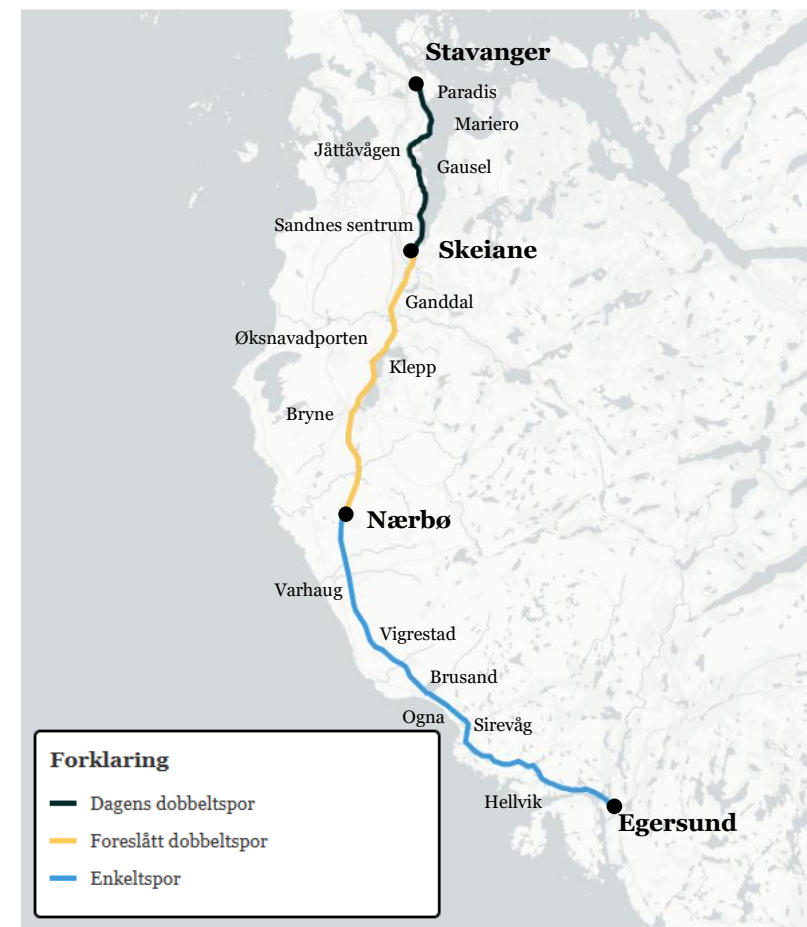 Stavanger
Paradis
Mariero
Jåttåvågen
Gausel
Sandnes sentrum
Skeiane
Ganddal
Øksnavadporten
Klepp
Bryne
Nærbø
Varhaug
Vigrestad
Brusand
Ogna
Sirevåg
Hellvik
Egersund
Forklaring
Dagens dobbeltspor
Foreslått dobbeltspor
Enkeltspor